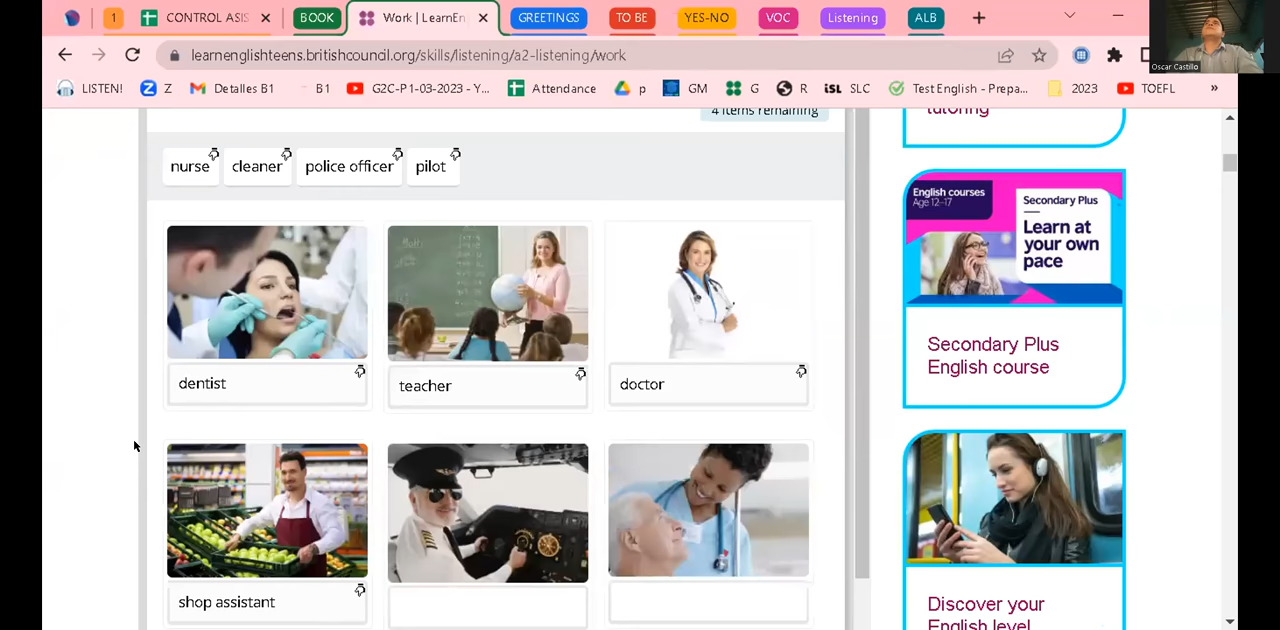 1
CONTROL ASIS
BOOK
Work | LearnEn
GREETINGS
TO BE
YES-NO
VOC
Listening
ALB
learnenglishteens.britishcouncil.org/skills/listening/a2-listening/work
Oscar Castillo
LISTEN!
Z
Detalles B1
B1
G2C-P1-03-2023 - Y...
Attendance
p
GM
G
R
iSL
SLC
Test English - Prepa...
2023
TOEFL
»
4 items remaining
tutoring
nurse
cleaner
police officer
pilot
English courses
Age 12-17
Secondary Plus
Learn at
your own
pace
dentist
teacher
doctor
Secondary Plus
English course
shop assistant
Discover your
English level